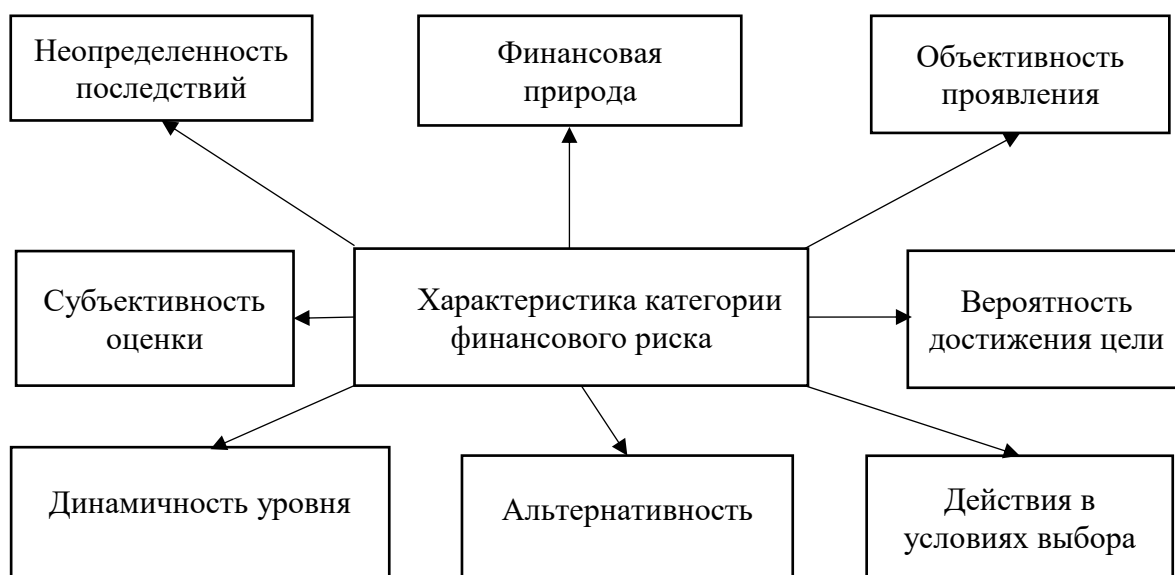 Неопределенность
последствий
Финансовая
природа
Объективность
проявления
Субъективность
оценки
Характеристика категории
финансового риска
Вероятность
достижения цели
Динамичность уровня
Альтернативность
Действия в
условиях выбора